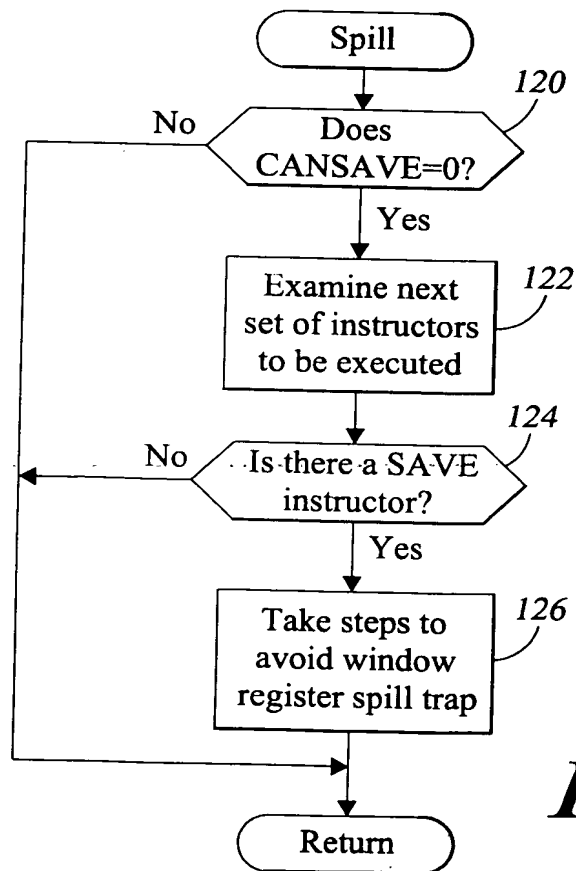 Spill
120
No
Does
CANSAVE=0?
Yes
Examine next
set of instructors
to be executed
122
124
No
Is there a SAVE
instructor?
Yes
Take steps to
avoid window
register spill trap
126
Return